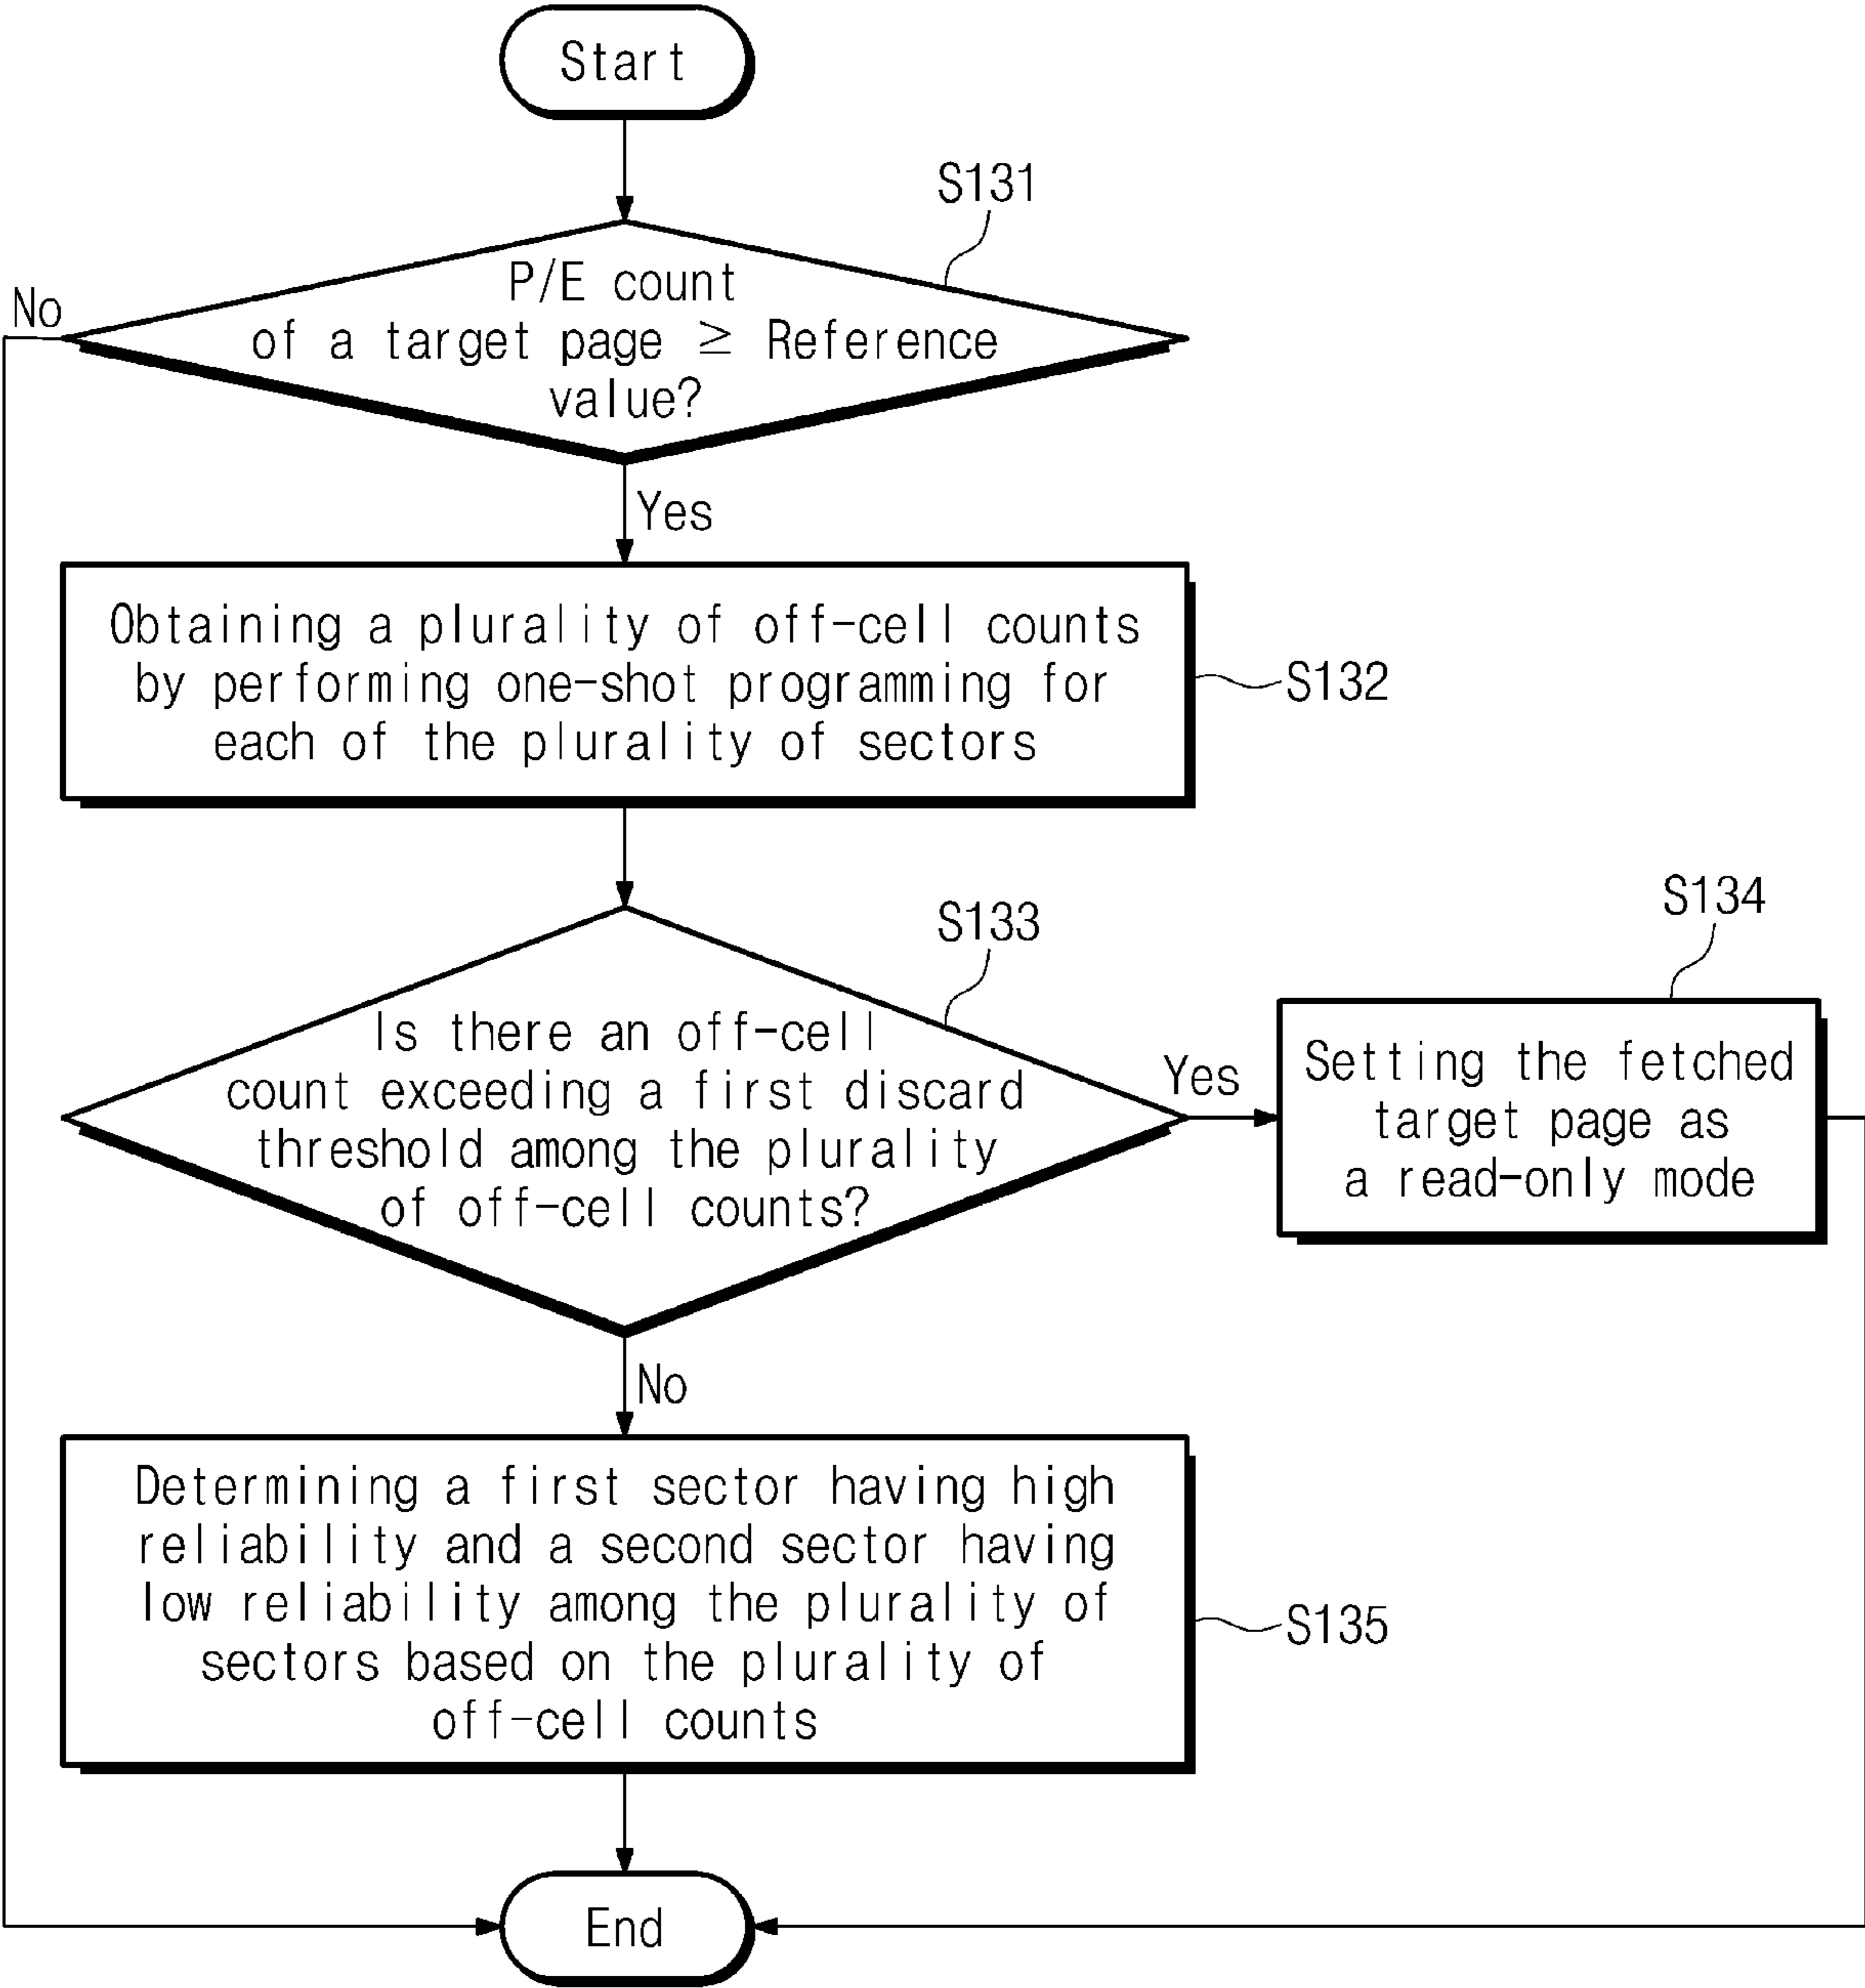 Start
S131
P/E count
of a target page ≥ Reference
value?
No
Yes
Obtaining a plurality of off-cell counts
by performing one-shot programming for
each of the plurality of sectors
S132
S133
Is there an off-cell
count exceeding a first discard
threshold among the plurality
of off-cell counts?
Yes
S134
Setting the fetched
target page as
a read-only mode
No
Determining a first sector having high
reliability and a second sector having
low reliability among the plurality of
sectors based on the plurality of
off-cell counts
S135
End